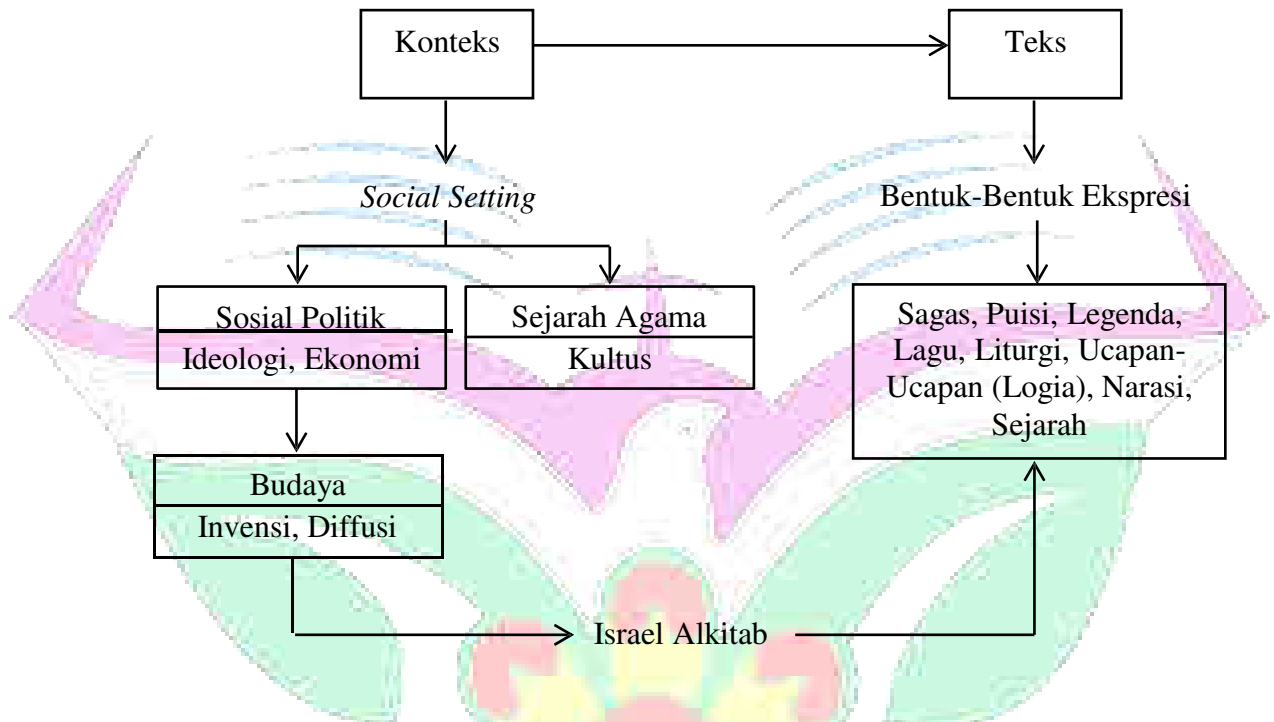 Konteks
Teks
Social Setting
Bentuk-Bentuk Ekspresi
Sosial Politik
Ideologi, Ekonomi
Sejarah Agama
Kultus
Sagas, Puisi, Legenda,
Lagu, Liturgi, Ucapan-
Ucapan (Logia), Narasi,
Sejarah
Budaya
Invensi, Diffusi
Israel Alkitab